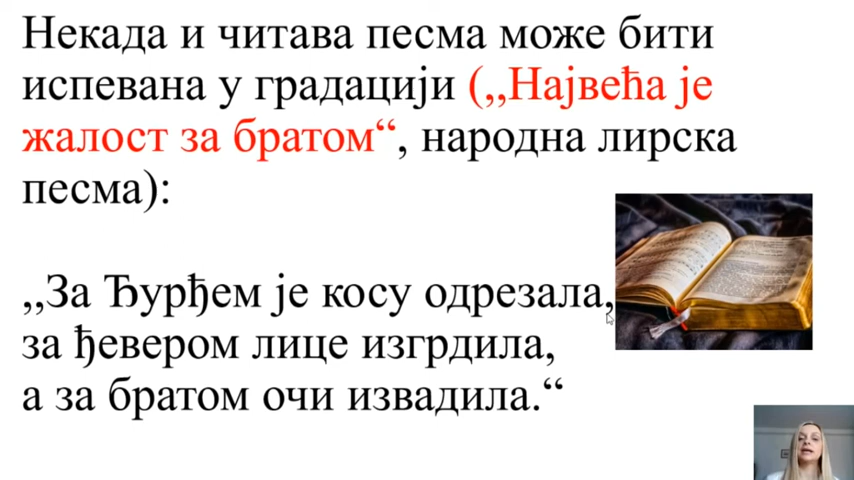 Некада и читава песма може бити
испевана у градацији (,,Највећа је
жалост за братом“, народна лирска
песма):
,,За Ђурђем је косу одрезала,
за ђевером лице изгрдила,
а за братом очи извадила.“